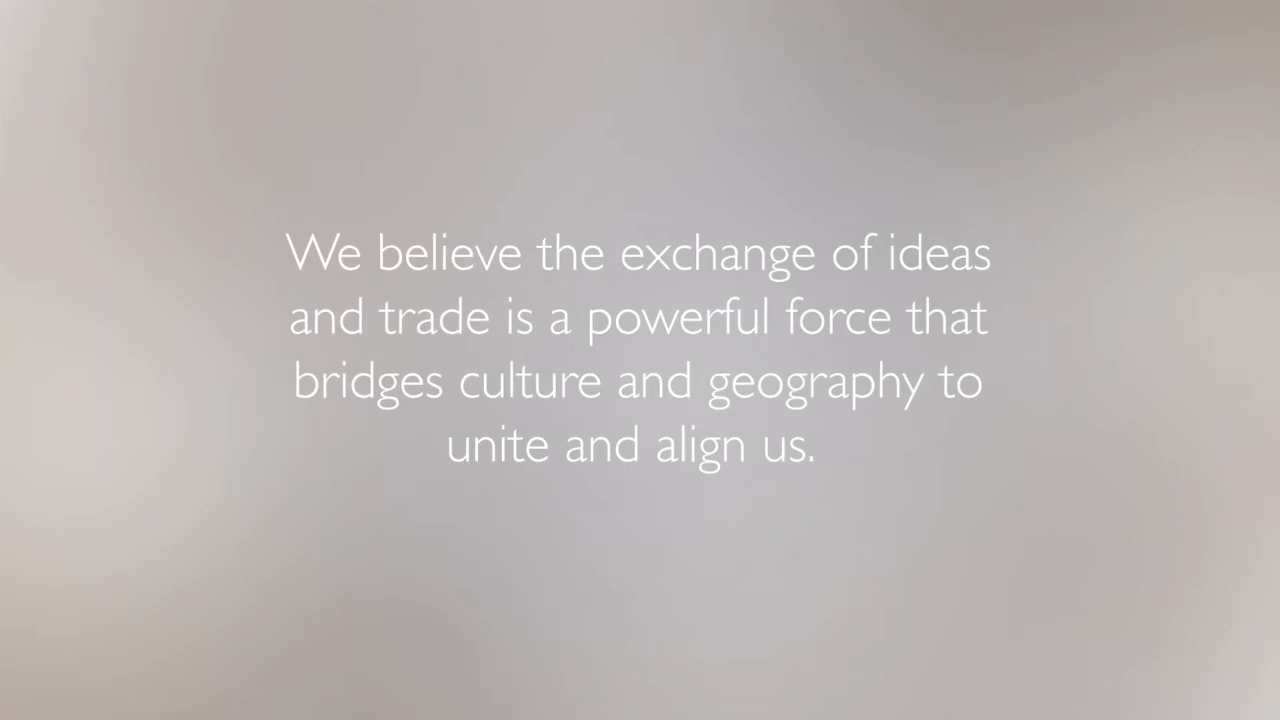 We believe the exchange of ideas
and trade is a powerful force that
bridges culture and geography to
unite and align us.